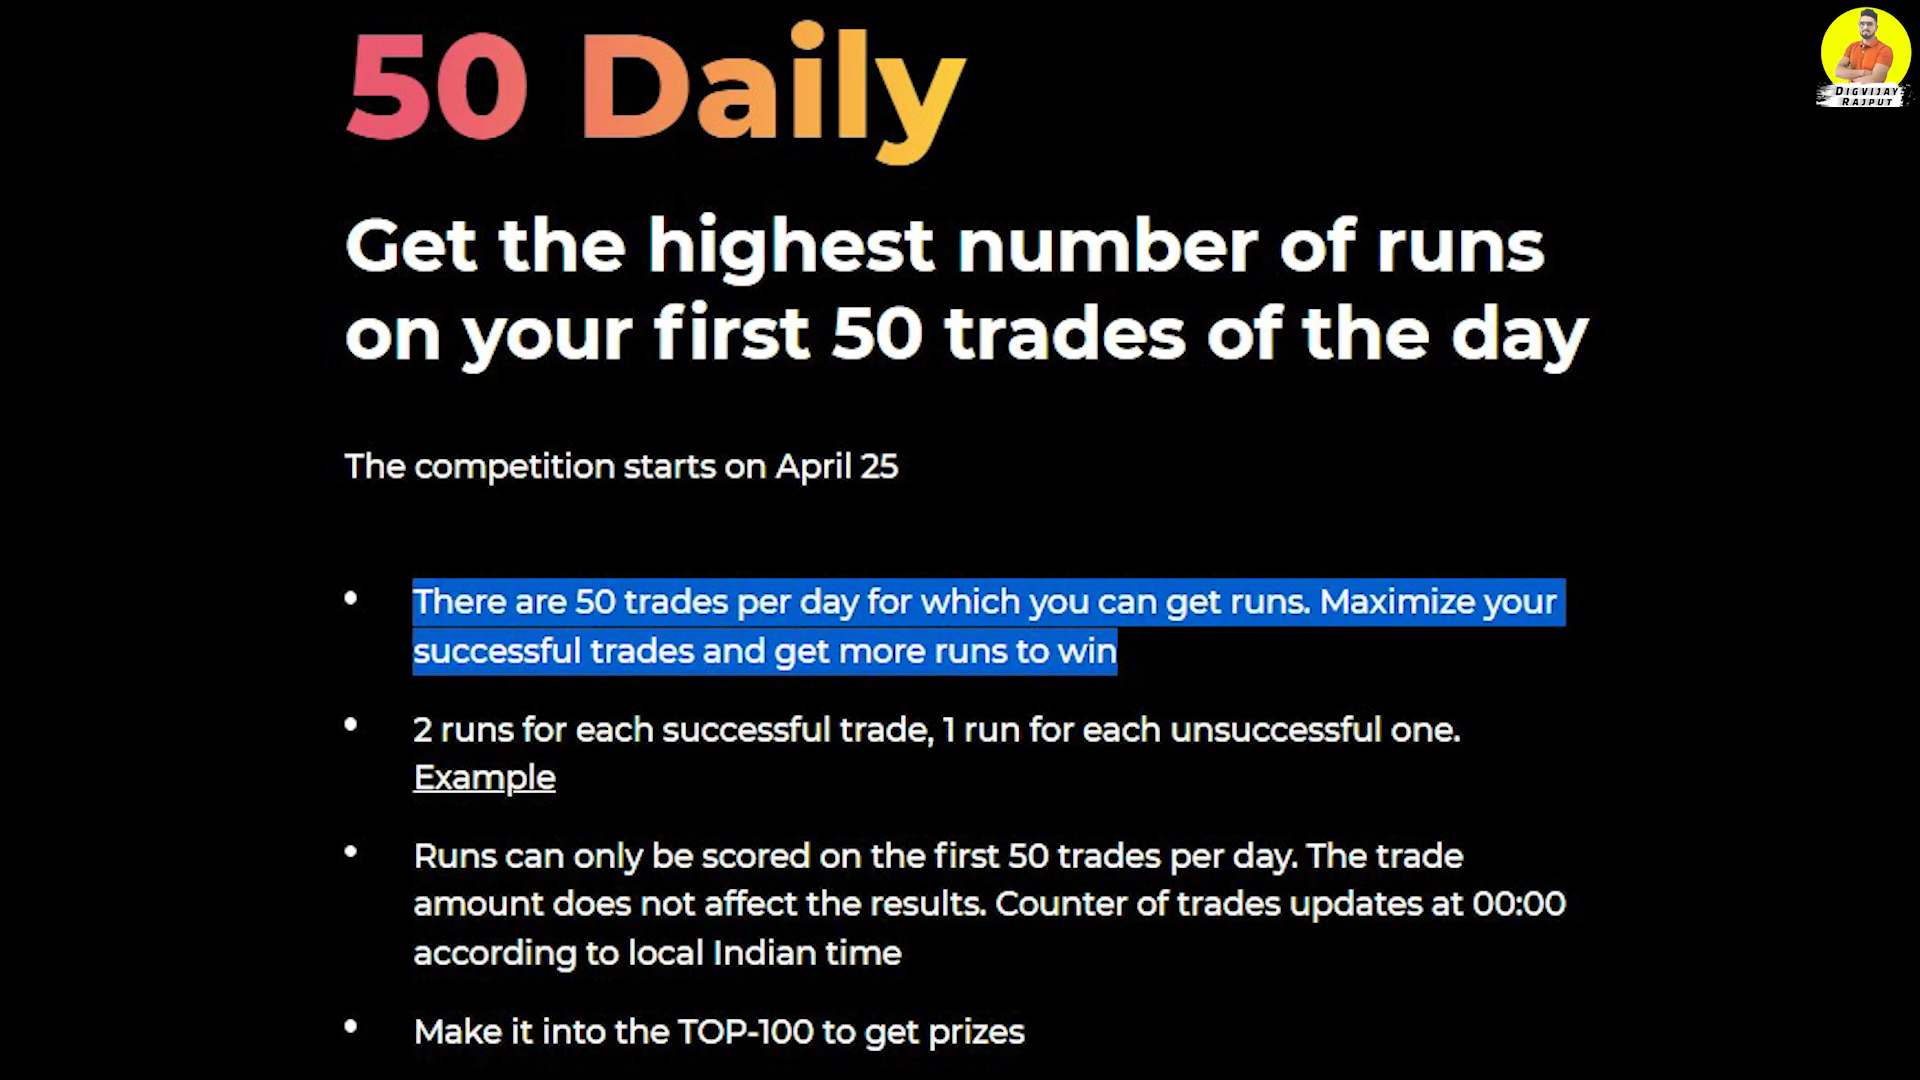 50 Daily
DIGVIJAY
RAJPUT
Get the highest number of runs
on your first 50 trades of the day
The competition starts on April 25
• There are 50 trades per day for which you can get runs. Maximize your
successful trades and get more runs to win
• 2 runs for each successful trade, 1 run for each unsuccessful one.
Example
• Runs can only be scored on the first 50 trades per day. The trade
amount does not affect the results. Counter of trades updates at 00:00
according to local Indian time
• Make it into the TOP-100 to get prizes